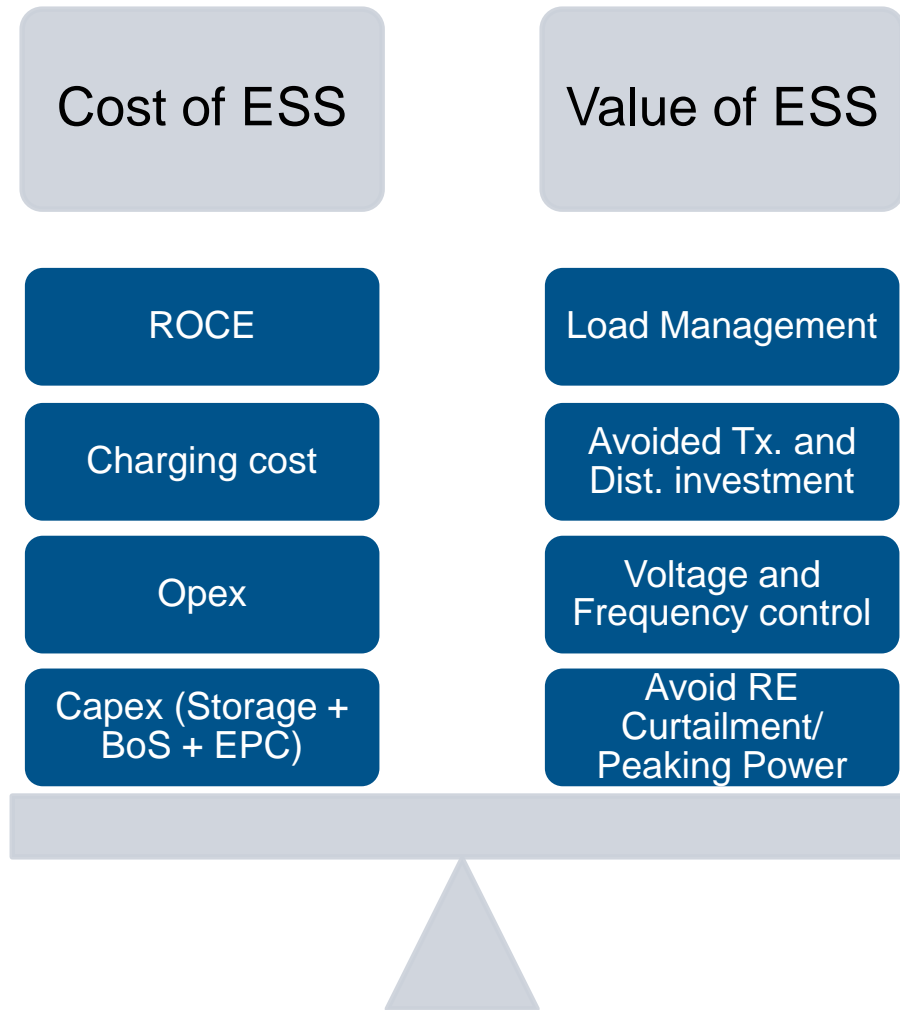 Cost of ESS
Value of ESS
ROCE
Load Management
Charging cost
Avoided Tx. and
Dist. investment
Opex
Voltage and
Frequency control
Capex (Storage +
BoS + EPC)
Avoid RE
Curtailment/
Peaking Power